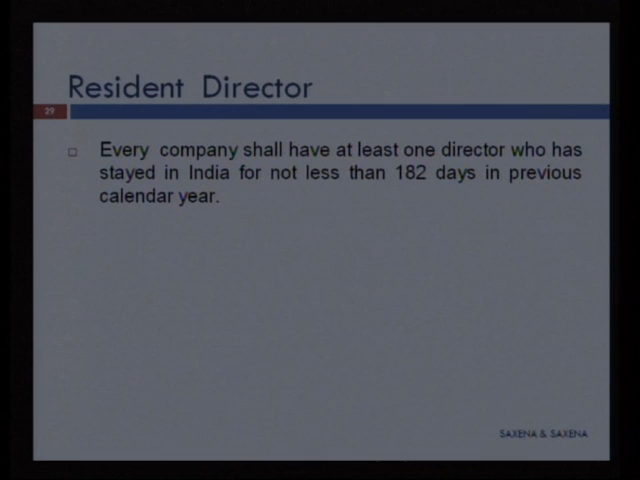 Resident Director
29
Every company shall have at least one director who has
stayed in India for not less than 182 days in previous
calendar year.
SAXENA & SAXENA